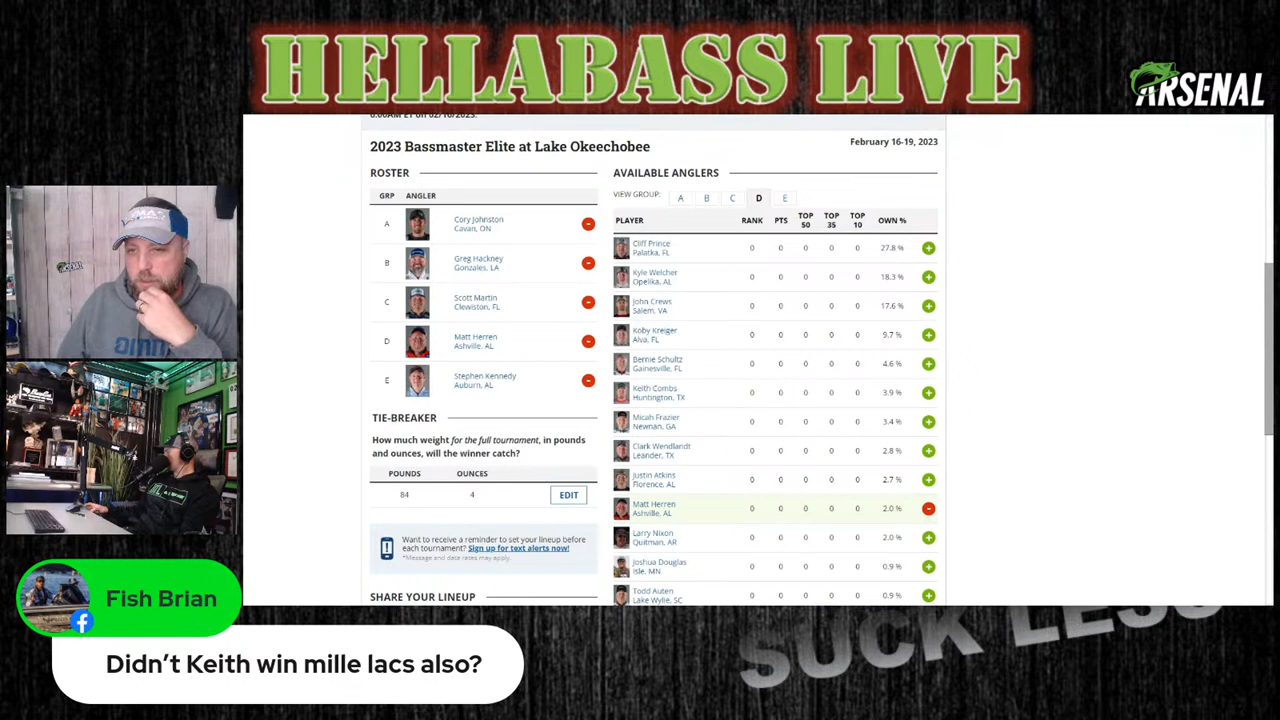 HELLABASS LIVE
ARSENAL
2023 Bassmaster Elite at Lake Okeechobee
February 16-19, 2023
ROSTER
GRP ANGLER
A Cory Johnston
Cavan, ON
B Greg Hackney
Gonzales, LA
C Scott Martin
Clewiston, FL
D Matt Herren
Ashville, AL
E Stephen Kennedy
Auburn, AL
TIE-BREAKER
How much weight for the full tournament, in pounds
and ounces, will the winner catch?
POUNDS OUNCES
84 4 EDIT
Want to receive a reminder to set your lineup before
each tournament? Sign up for text alerts now!
*Message and data rates may apply.
SHARE YOUR LINEUP
AVAILABLE ANGLERS
VIEW GROUP: A B C D E
PLAYER RANK PTS TOP 50 TOP 35 TOP 10 OWN %
Cliff Prince 0 0 0 0 0 27.8 %
Palatka, FL
Kyle Welcher 0 0 0 0 0 18.3 %
Opelika, AL
John Crews 0 0 0 0 0 17.6 %
Salem, VA
Koby Kreiger 0 0 0 0 0 9.7 %
Alva, FL
Bernie Schultz 0 0 0 0 0 4.6 %
Gainesville, FL
Keith Combs 0 0 0 0 0 3.9 %
Huntington, TX
Micah Frazier 0 0 0 0 0 3.4 %
Newnan, GA
Clark Wendlandt 0 0 0 0 0 2.8 %
Leander, TX
Justin Atkins 0 0 0 0 0 2.7 %
Florence, AL
Matt Herren 0 0 0 0 0 2.0 %
Ashville, AL
Larry Nixon 0 0 0 0 0 2.0 %
Quitman, AR
Joshua Douglas 0 0 0 0 0 0.9 %
Isle, MN
Todd Auten 0 0 0 0 0 0.9 %
Lake Wylie, SC
Fish Brian
Didn’t Keith win mille lacs also?
SUCK LESS